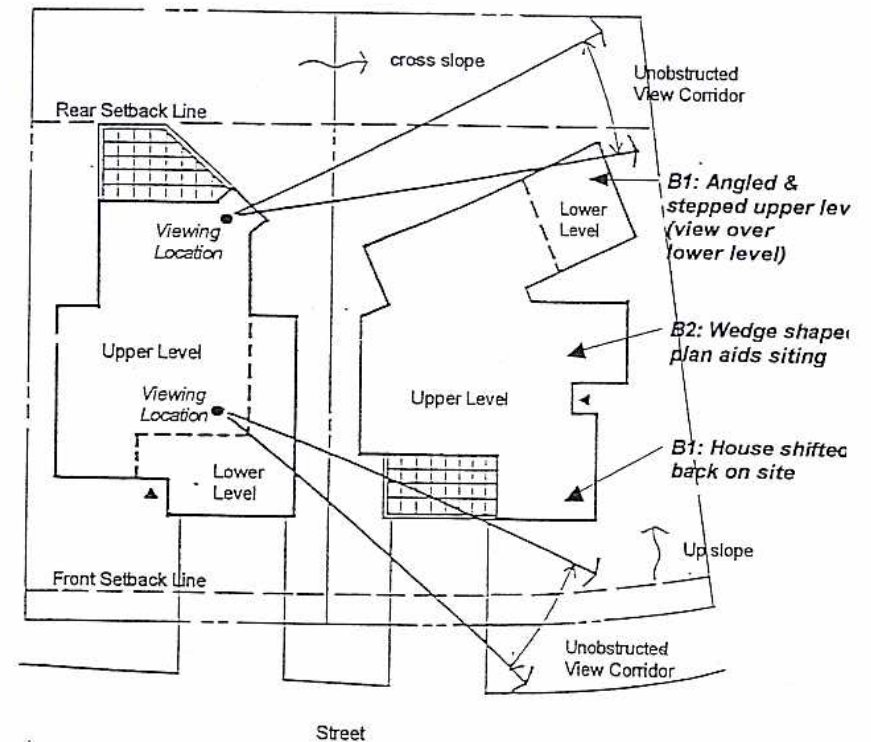 cross slope
Unobstructed
View Corridor
Rear Setback Line
B1: Angled &
stepped upper lev
(view over
lower level)
Lower
Level
Viewing
Location
B2: Wedge shape
plan aids siting
Upper Level
Viewing
Location
Upper Level
B1: House shifted
back on site
Lower
Level
Up slope
Front Setback Line
Unobstructed
View Corridor
Street